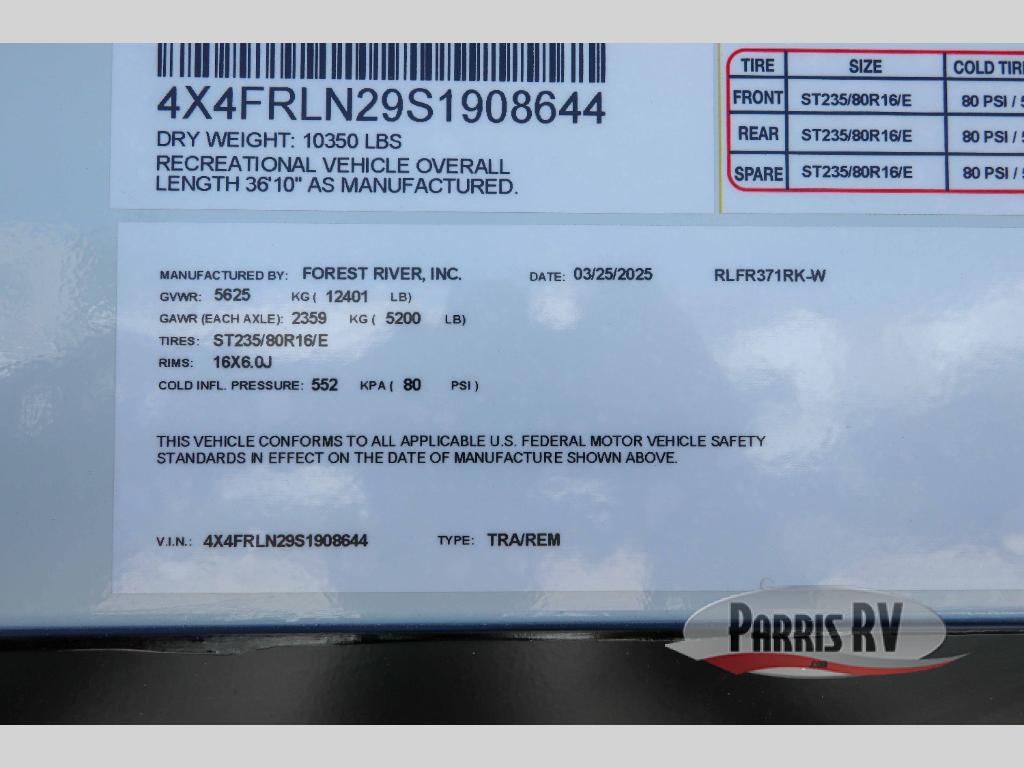 4X4FRLN29S1908644
DRY WEIGHT: 10350 LBS
RECREATIONAL VEHICLE OVERALL
LENGTH 36'10" AS MANUFACTURED.
TIRE SIZE COLD TIRE
FRONT ST235/80R16/E 80 PSI /
REAR ST235/80R16/E 80 PSI /
SPARE ST235/80R16/E 80 PSI /
MANUFACTURED BY: FOREST RIVER, INC. DATE: 03/25/2025 RLFR371RK-W
GVWR: 5625 KG ( 12401 LB)
GAWR (EACH AXLE): 2359 KG ( 5200 LB)
TIRES: ST235/80R16/E
RIMS: 16X6.0J
COLD INFL. PRESSURE: 552 KPA ( 80 PSI )
THIS VEHICLE CONFORMS TO ALL APPLICABLE U.S. FEDERAL MOTOR VEHICLE SAFETY
STANDARDS IN EFFECT ON THE DATE OF MANUFACTURE SHOWN ABOVE.
V.I.N.: 4X4FRLN29S1908644 TYPE: TRA/REM
PARRIS RV
.com